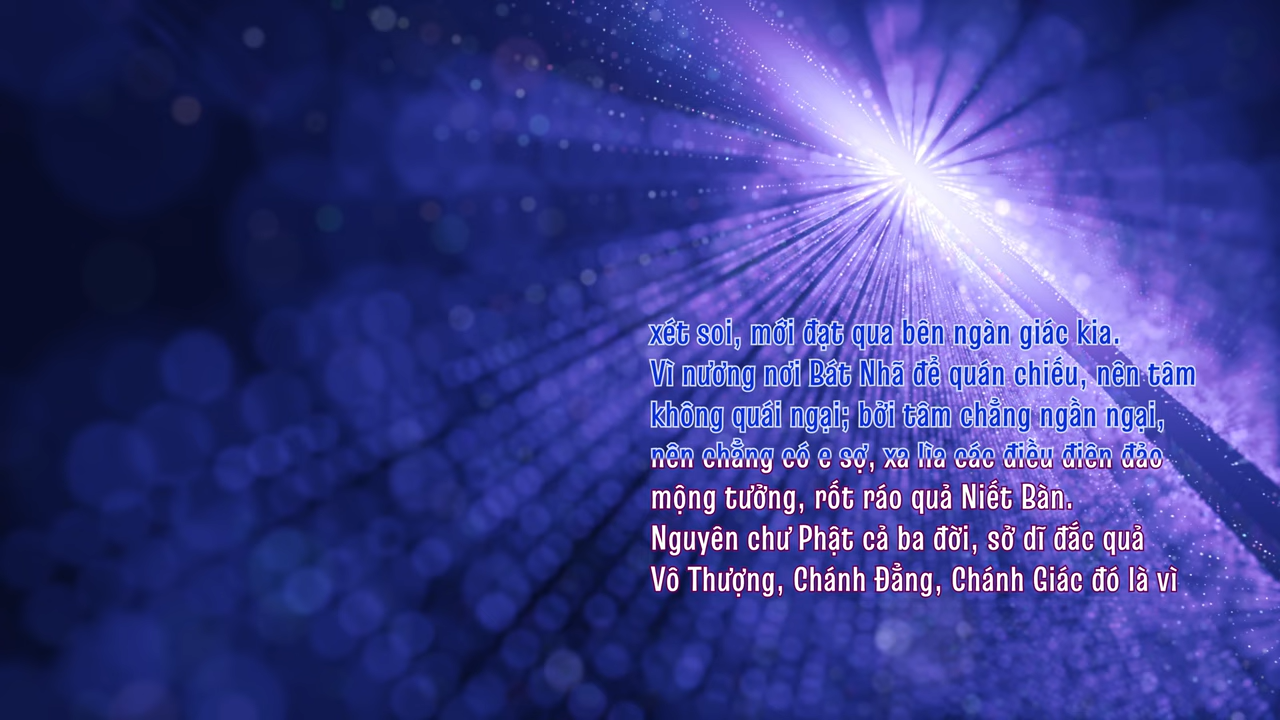 xét soi, mới đạt qua bên ngàn giác kia.
Vì nương nơi Bát Nhã để quán chiếu, nên tâm
không quái ngại; bởi tâm chẳng ngần ngại,
nên chẳng có e sợ, xa lìa các điều điên đảo
mộng tưởng, rốt ráo quả Niết Bàn.
Nguyên chư Phật cả ba đời, sở dĩ đắc quả
Vô Thượng, Chánh Đẳng, Chánh Giác đó là vì